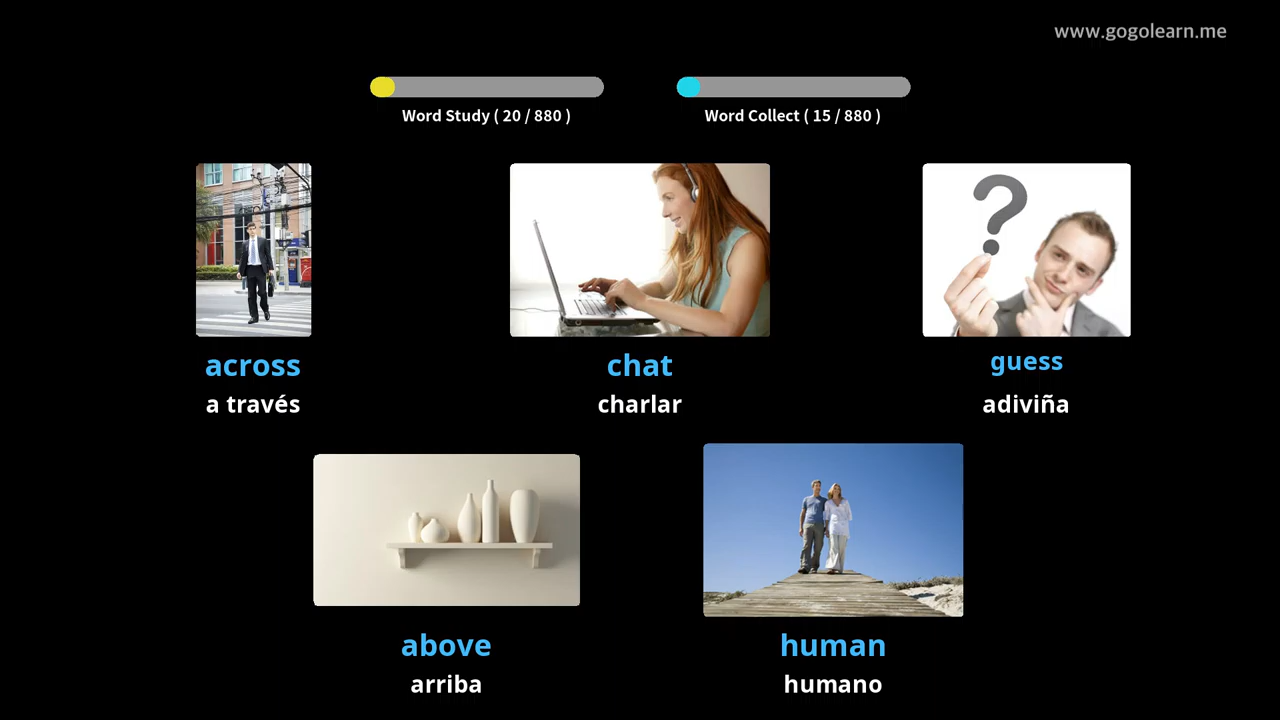 www.gogolearn.me
Word Study ( 20 / 880 )
Word Collect ( 15 / 880 )
across
a través
chat
charlar
guess
adiviña
above
arriba
human
humano